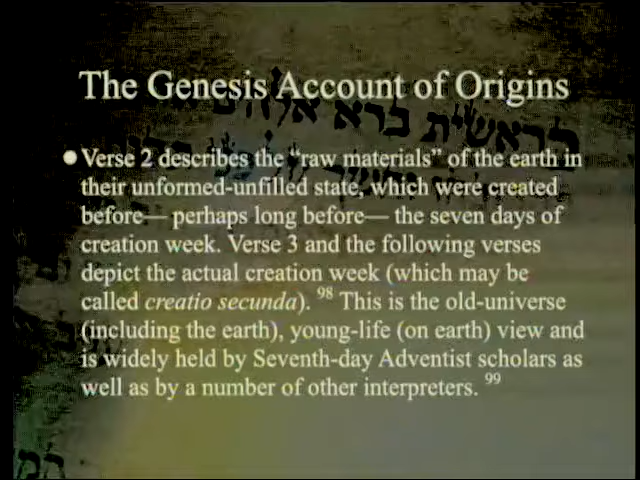 The Genesis Account of Origins
בראשית ברא אלהים
Verse 2 describes the “raw materials” of the earth in
their unformed-unfilled state, which were created
before— perhaps long before— the seven days of
creation week. Verse 3 and the following verses
depict the actual creation week (which may be
called creatio secunda). 98 This is the old-universe
(including the earth), young-life (on earth) view and
is widely held by Seventh-day Adventist scholars as
well as by a number of other interpreters. 99